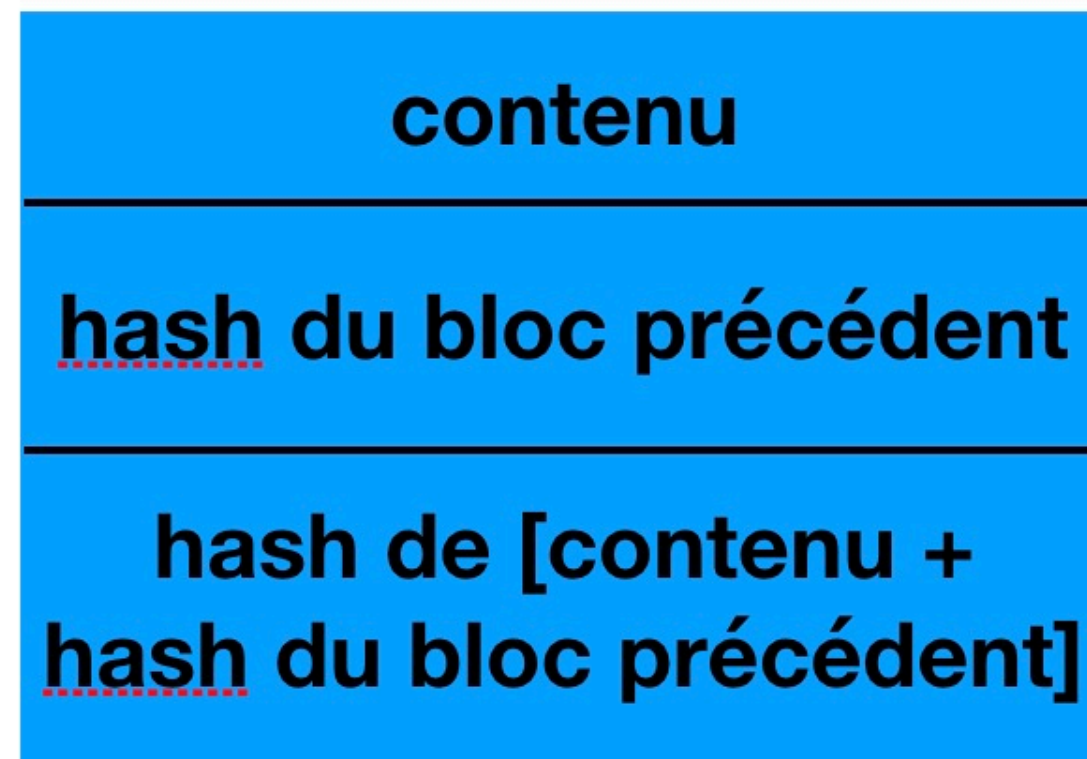 contenu
hash du bloc précédent
hash de [contenu +
hash du bloc précédent]